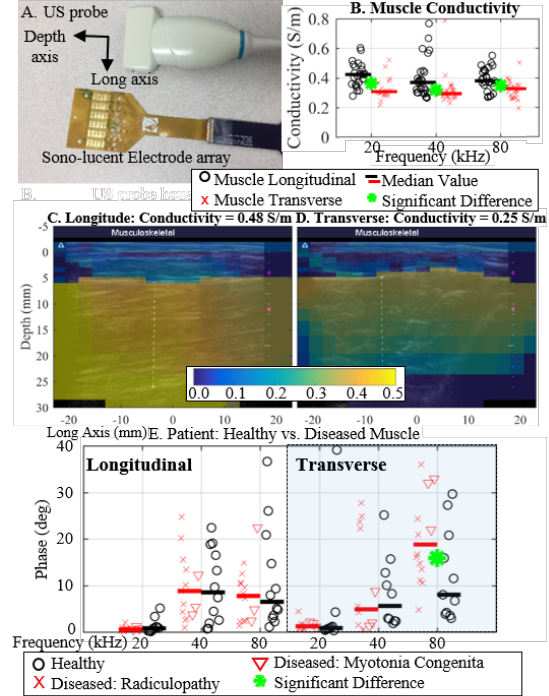 A. US probe
Depth
axis
Long axis
Sono-lucent Electrode array
B. Muscle Conductivity
Conductivity (S/m)
0.8
0.6
0.4
0.2
0
20
40
80
Frequency (kHz)
Muscle Longitudinal
Median Value
Muscle Transverse
Significant Difference
B.
US probe
C. Longitude: Conductivity = 0.48 S/m
D. Transverse: Conductivity = 0.25 S/m
Musculoskeletal
Musculoskeletal
Depth (mm)
-5
0
5
10
15
20
25
30
0.0
0.1
0.2
0.3
0.4
0.5
-20
-10
0
10
20
-20
-10
0
10
20
Long Axis (mm)
E. Patient: Healthy vs. Diseased Muscle
Longitudinal
Transverse
Phase (deg)
40
30
20
10
0
Frequency (kHz)
20
40
80
20
40
80
Healthy
Diseased: Myotonia Congenita
Diseased: Radiculopathy
Significant Difference